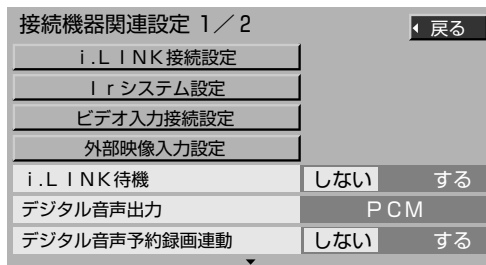 接続機器関連設定 1／2
戻る
i.LINK接続設定
Irシステム設定
ビデオ入力接続設定
外部映像入力設定
i.LINK待機 しない する
デジタル音声出力 PCM
デジタル音声予約録画連動 しない する